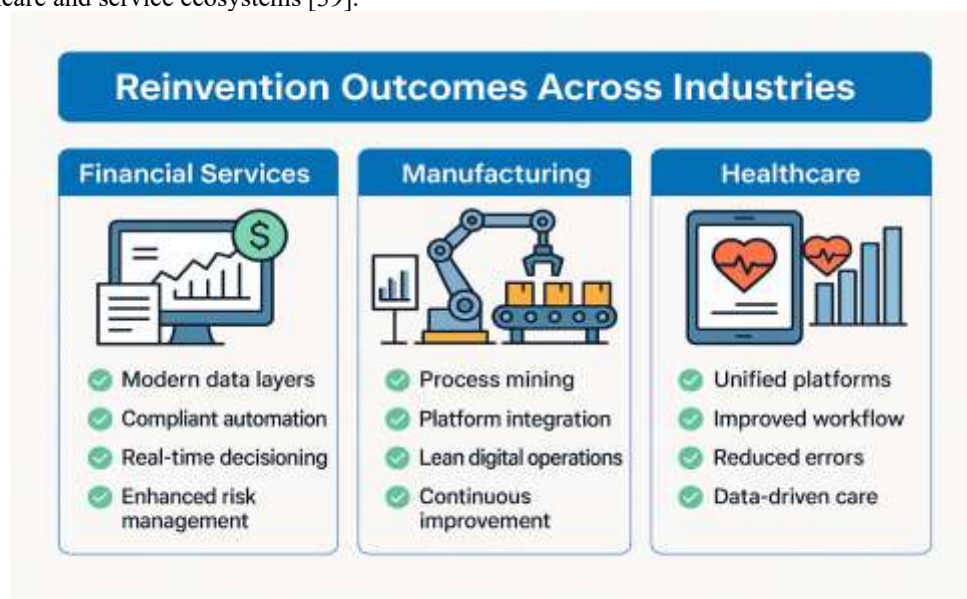 care and service ecosystems [39].
Reinvention Outcomes Across Industries
Financial Services
Modern data layers
Compliant automation
Real-time decisioning
Enhanced risk
management
$
Manufacturing
Process mining
Platform integration
Lean digital operations
Continuous
improvement
Healthcare
Unified platforms
Improved workflow
Reduced errors
Data-driven care